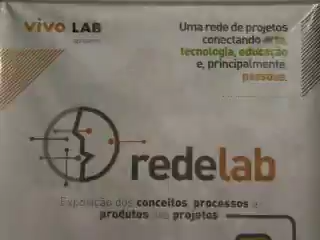 vivo LAB
Uma rede de projetos
conectando arte,
tecnologia, educação
e, principalmente,
pessoas.
redelab
Exposição dos conceitos, processos e
produtos dos projetos